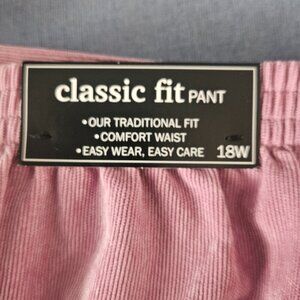 classic fit PANT
•OUR TRADITIONAL FIT
•COMFORT WAIST
•EASY WEAR, EASY CARE 18W